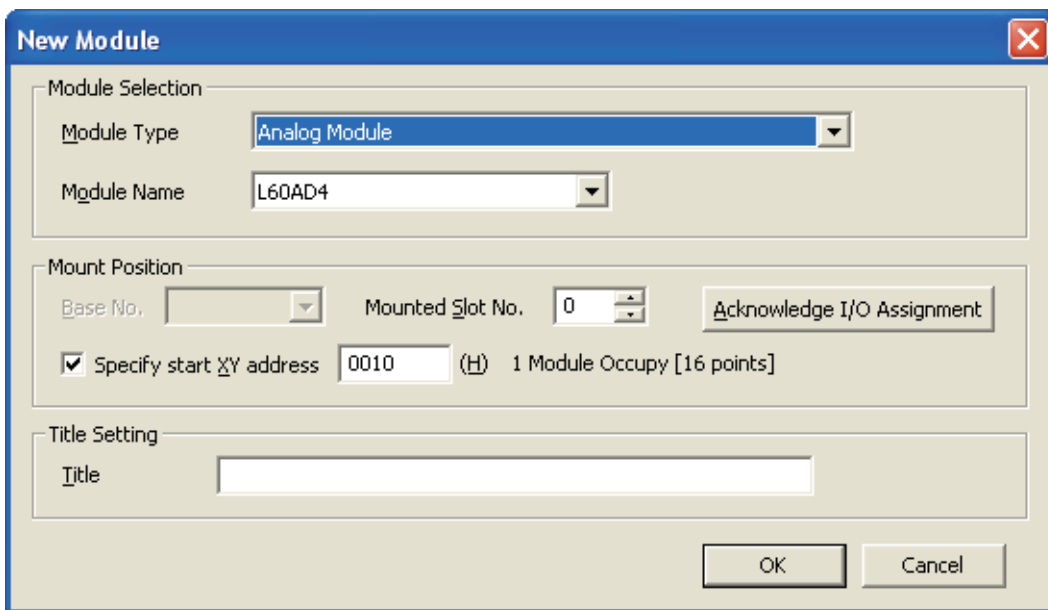 New Module
Module Selection
Module Type Analog Module
Module Name L60AD4
Mount Position
Base No. Mounted Slot No. 0 Acknowledge I/O Assignment
Specify start XY address 0010 (H) 1 Module Occupy [16 points]
Title Setting
Title
OK Cancel